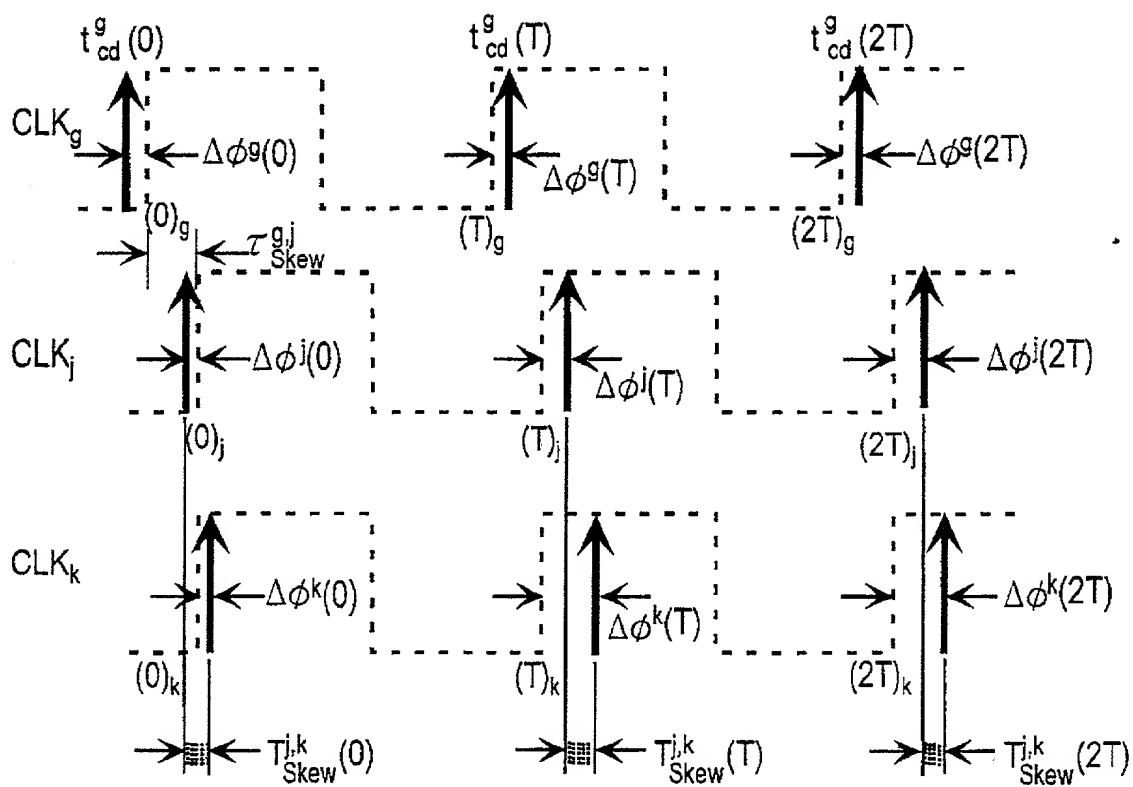 t^g_cd(0) t^g_cd(T) t^g_cd(2T)
CLK_g
Δϕ^g(0) Δϕ^g(T) Δϕ^g(2T)
(0)_g (T)_g (2T)_g
τ^g,j_Skew
CLK_j
Δϕ^j(0) Δϕ^j(T) Δϕ^j(2T)
(0)_j (T)_j (2T)_j
CLK_k
Δϕ^k(0) Δϕ^k(T) Δϕ^k(2T)
(0)_k (T)_k (2T)_k
T^j,k_Skew(0) T^j,k_Skew(T) T^j,k_Skew(2T)